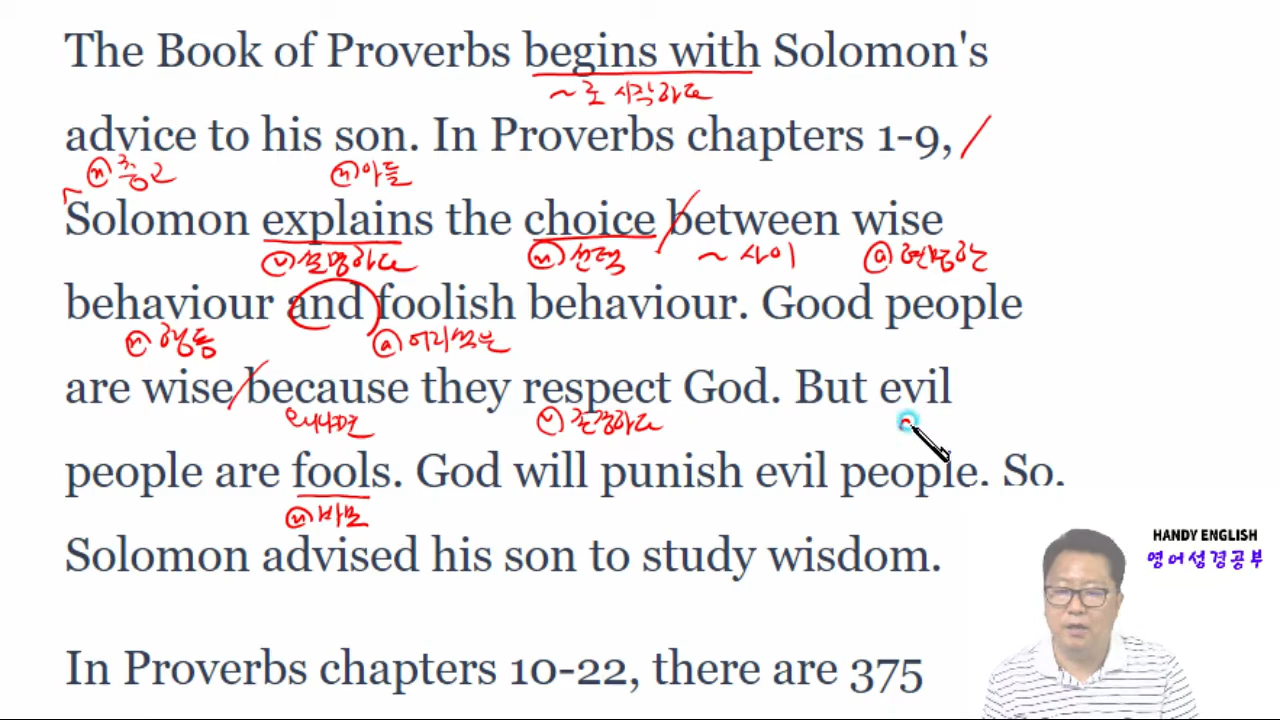 The Book of Proverbs begins with Solomon's
~로 시작하다
advice to his son. In Proverbs chapters 1-9, /
ⓝ충고 ⓝ아들
Solomon explains the choice / between wise
ⓥ설명하다 ⓝ선택 ~ 사이 ⓐ현명한
behaviour and foolish behaviour. Good people
ⓝ행동 ⓐ어리석은
are wise / because they respect God. But evil
왜냐하면 ⓥ존경하다
people are fools. God will punish evil people. So,
ⓝ바보
Solomon advised his son to study wisdom.
HANDY ENGLISH
영어성경공부
In Proverbs chapters 10-22, there are 375